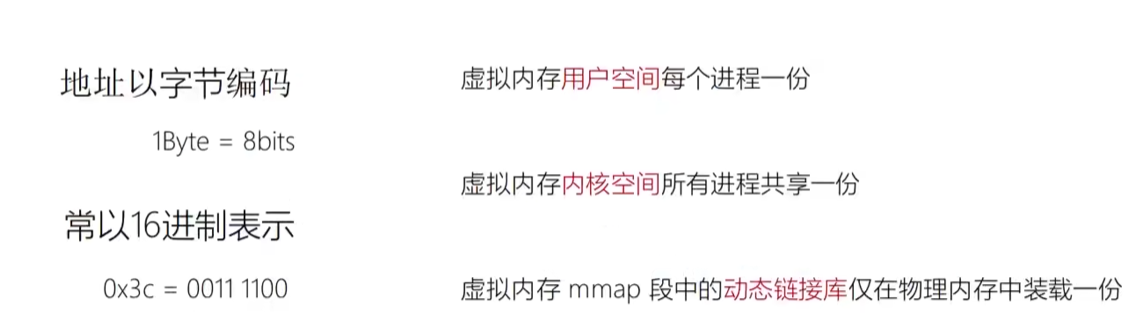 地址以字节编码
1Byte = 8bits
常以16进制表示
0x3c = 0011 1100
虚拟内存用户空间每个进程一份
虚拟内存内核空间所有进程共享一份
虚拟内存 mmap 段中的动态链接库仅在物理内存中装载一份